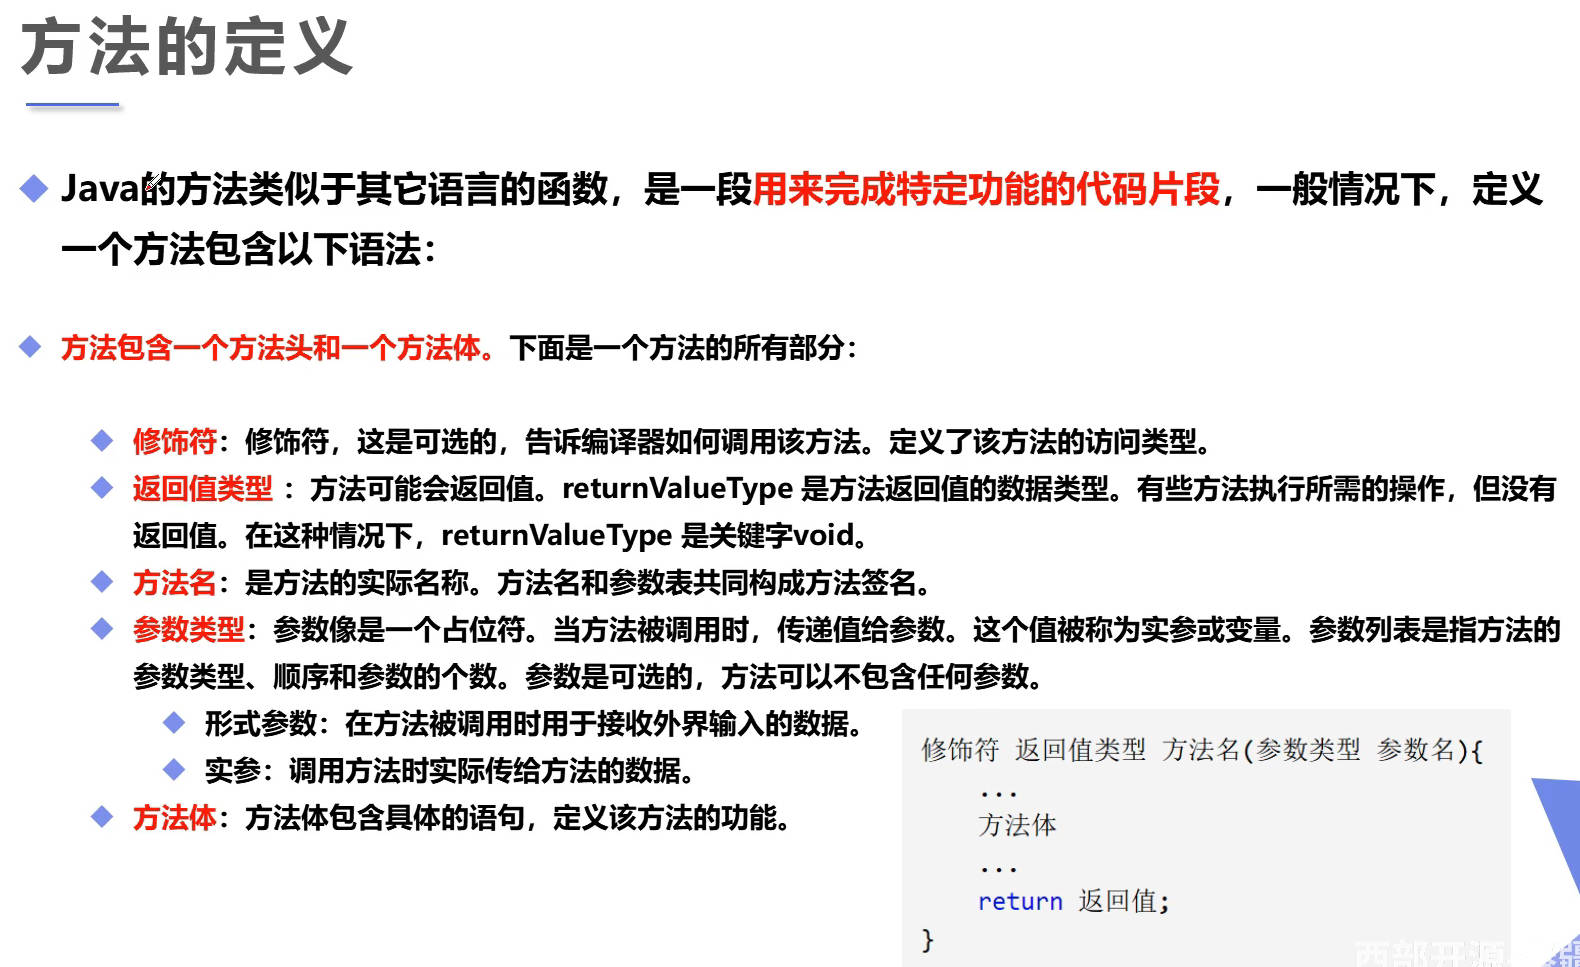 方法的定义
Java的方法类似于其它语言的函数，是一段用来完成特定功能的代码片段，一般情况下，定义
一个方法包含以下语法：
方法包含一个方法头和一个方法体。下面是一个方法的所有部分：
修饰符：修饰符，这是可选的，告诉编译器如何调用该方法。定义了该方法的访问类型。
返回值类型 ：方法可能会返回值。returnValueType 是方法返回值的数据类型。有些方法执行所需的操作，但没有
返回值。在这种情况下，returnValueType 是关键字void。
方法名：是方法的实际名称。方法名和参数表共同构成方法签名。
参数类型：参数像是一个占位符。当方法被调用时，传递值给参数。这个值被称为实参或变量。参数列表是指方法的
参数类型、顺序和参数的个数。参数是可选的，方法可以不包含任何参数。
形式参数：在方法被调用时用于接收外界输入的数据。
实参：调用方法时实际传给方法的数据。
方法体：方法体包含具体的语句，定义该方法的功能。
修饰符 返回值类型 方法名(参数类型 参数名){
...
方法体
...
return 返回值;
}
西部开源